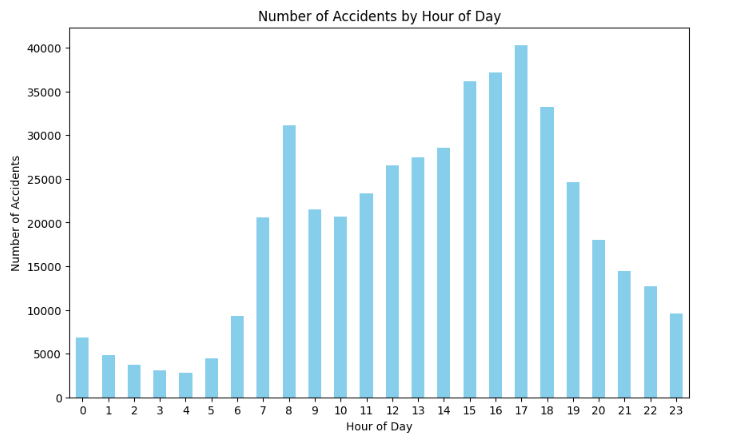 Number of Accidents by Hour of Day
40000
35000
30000
25000
20000
15000
10000
5000
0
Number of Accidents
0 1 2 3 4 5 6 7 8 9 10 11 12 13 14 15 16 17 18 19 20 21 22 23
Hour of Day